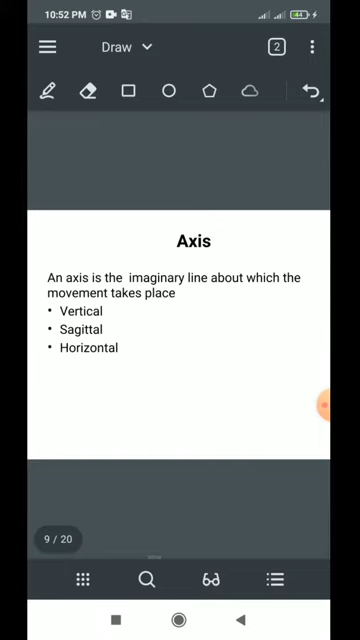 10:52 PM
44
Draw
2
Axis
An axis is the imaginary line about which the
movement takes place
• Vertical
• Sagittal
• Horizontal
9 / 20